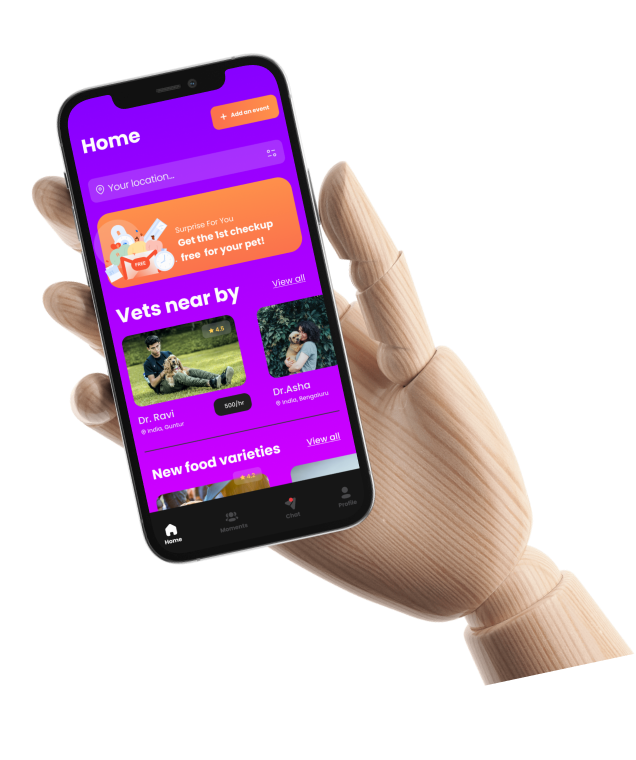 Home
+ Add an event
Your location...
Surprise For You
Get the 1st checkup
free for your pet!
FREE
Vets near by
View all
★ 4.5
Dr. Ravi
India, Guntur
500/hr
Dr.Asha
India, Bengaluru
New food varieties
View all
★ 4.5
Home
Moments
Chat
Profile